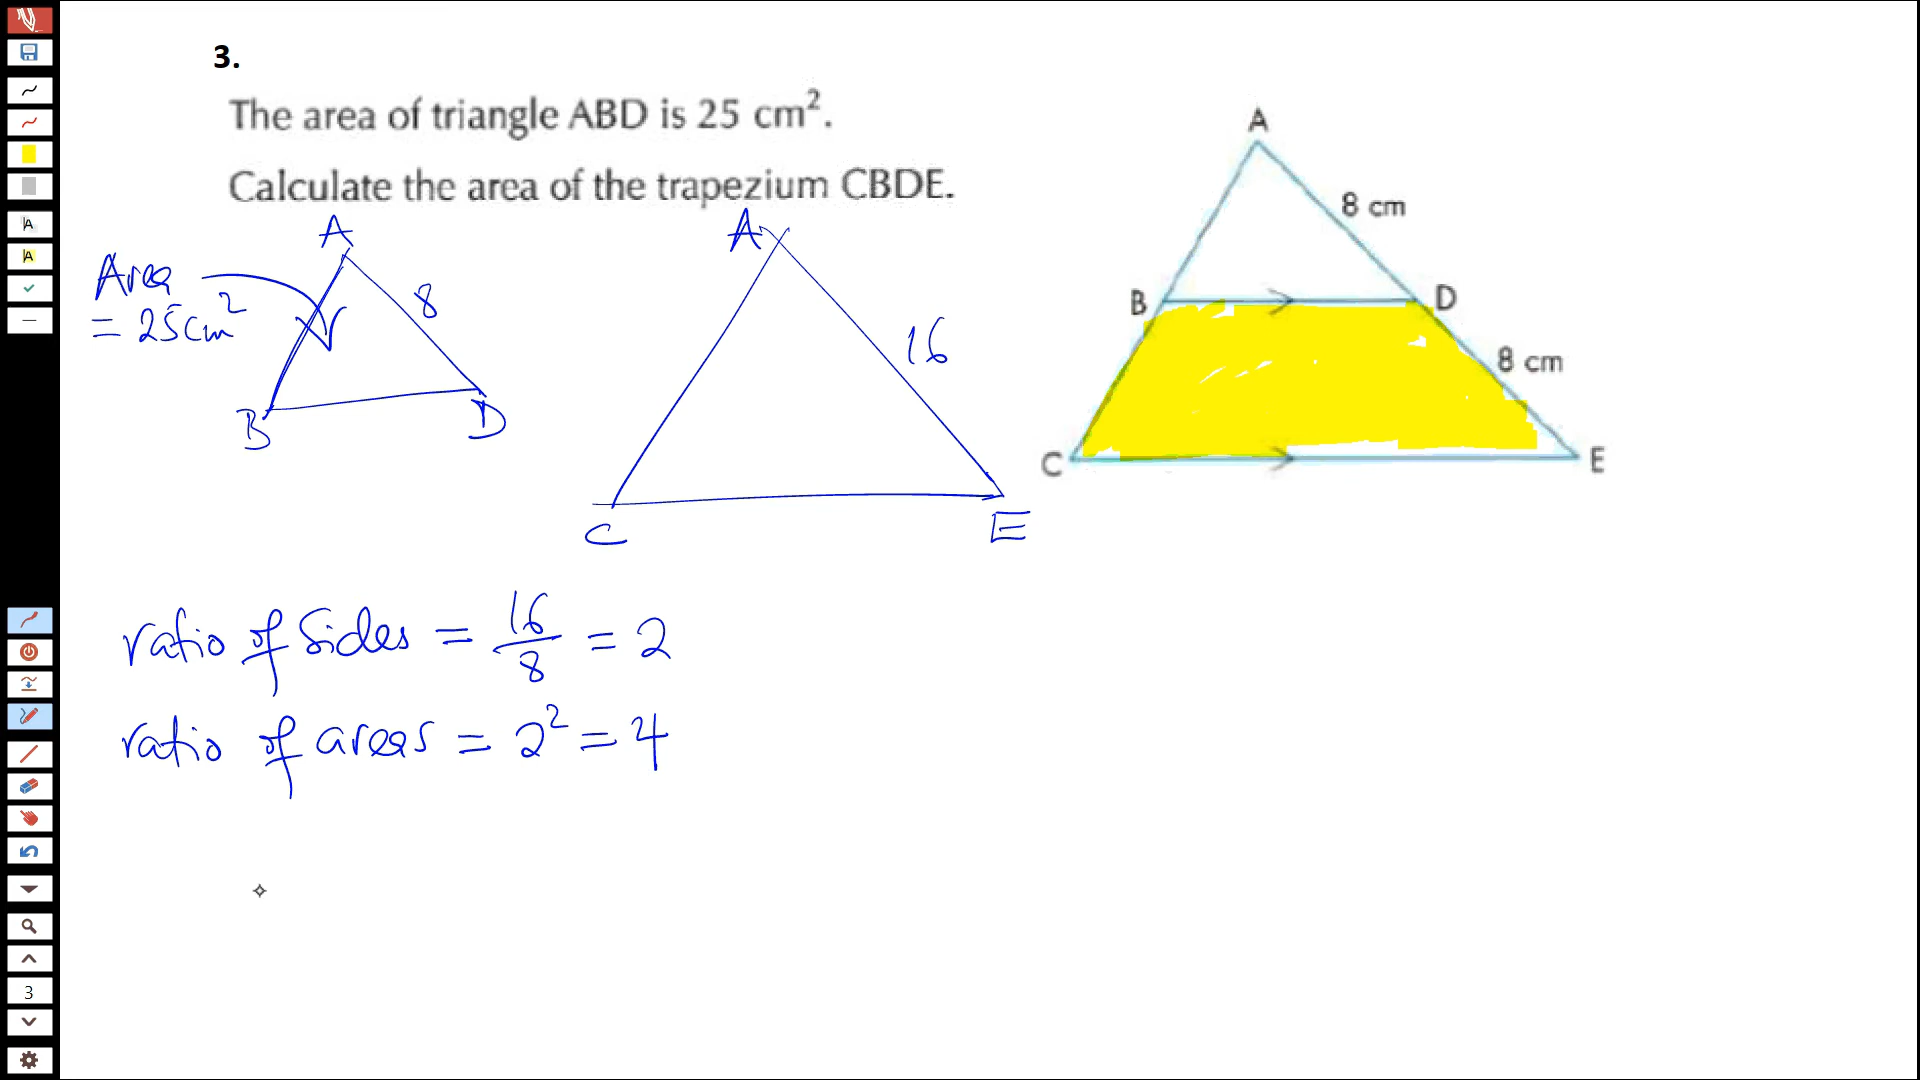 3.
The area of triangle ABD is 25 cm².
Calculate the area of the trapezium CBDE.
A
8 cm
B
D
8 cm
C
E
Area
= 25cm²
A
8
B
D
A
16
C
E
ratio of sides = 16/8 = 2
ratio of areas = 2² = 4
A
A
3